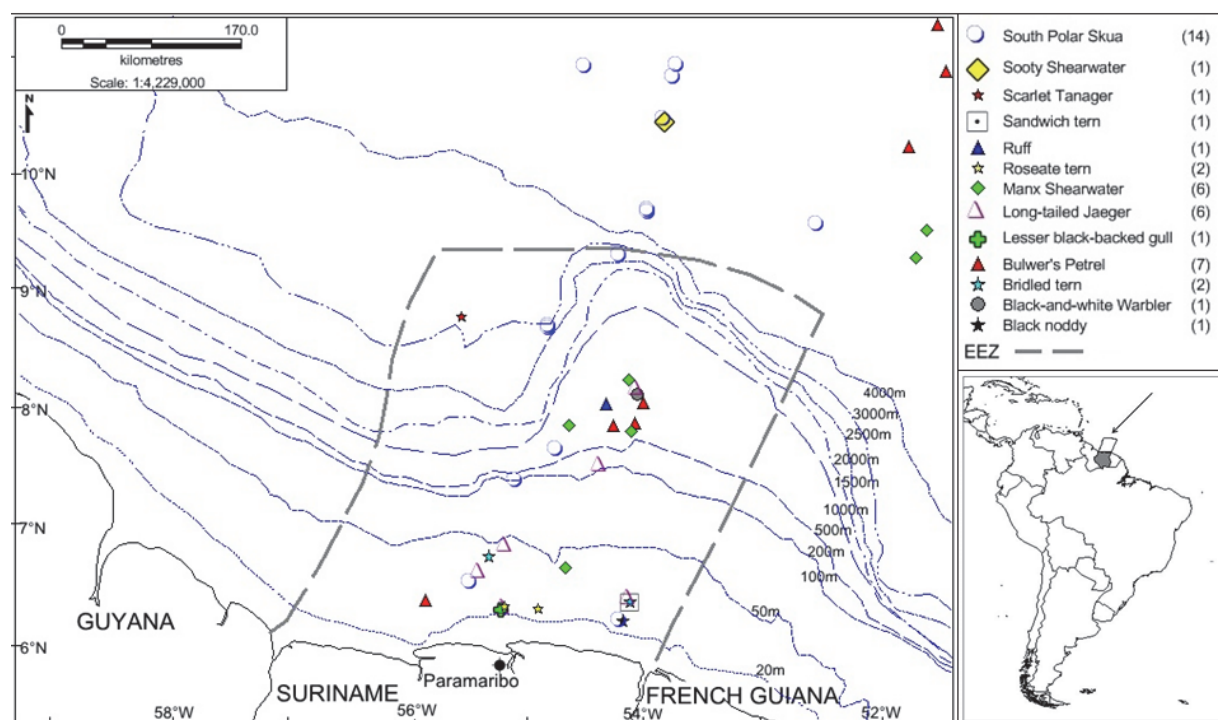 0 170.0
kilometres
Scale: 1:4,229,000
N
10°N
9°N
8°N
7°N
6°N
58°W
56°W
54°W
52°W
GUYANA
SURINAME
Paramaribo
FRENCH GUIANA
4000m
3000m
2500m
2000m
1500m
1000m
500m
200m
100m
50m
20m
South Polar Skua (14)
Sooty Shearwater (1)
Scarlet Tanager (1)
Sandwich tern (1)
Ruff (1)
Roseate tern (2)
Manx Shearwater (6)
Long-tailed Jaeger (6)
Lesser black-backed gull (1)
Bulwer's Petrel (7)
Bridled tern (2)
Black-and-white Warbler (1)
Black noddy (1)
EEZ